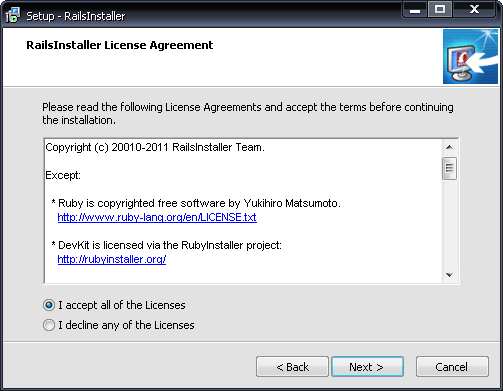 Setup - RailsInstaller
RailsInstaller License Agreement
Please read the following License Agreements and accept the terms before continuing
the installation.
Copyright (c) 20010-2011 RailsInstaller Team.
Except:
* Ruby is copyrighted free software by Yukihiro Matsumoto.
http://www.ruby-lang.org/en/LICENSE.txt
* DevKit is licensed via the RubyInstaller project:
http://rubyinstaller.org/
I accept all of the Licenses
I decline any of the Licenses
< Back
Next >
Cancel